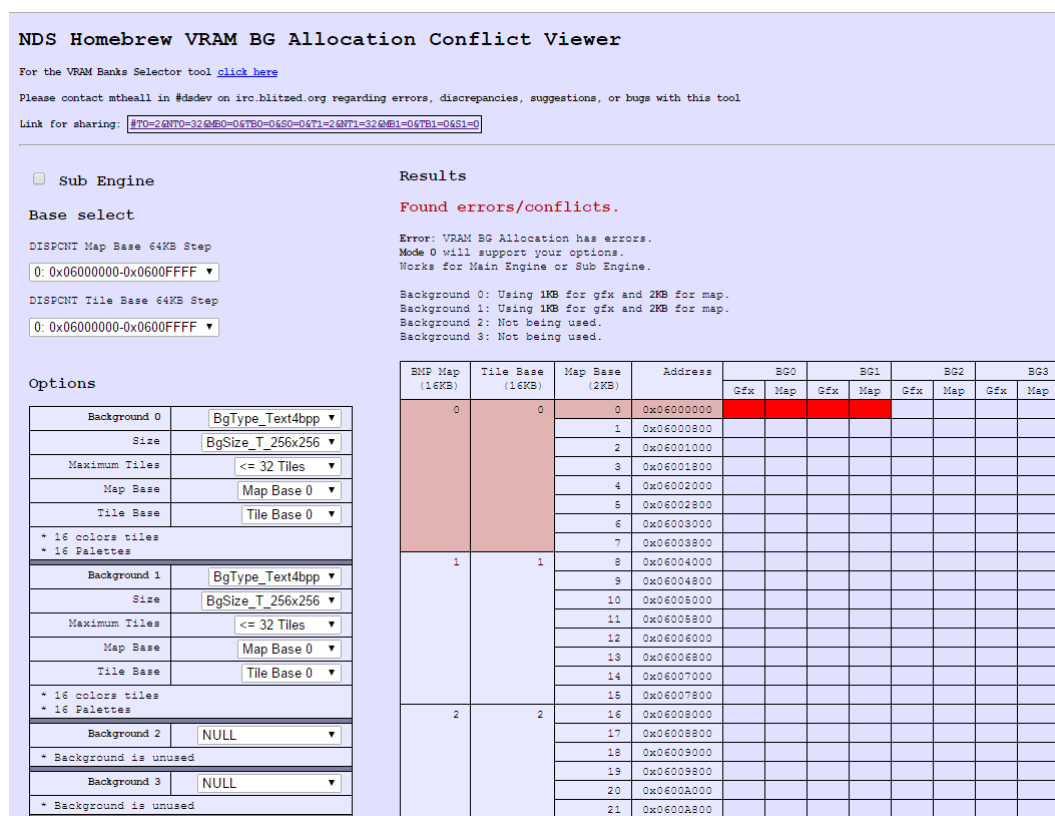 NDS Homebrew VRAM BG Allocation Conflict Viewer
For the VRAM Banks Selector tool click here
Please contact mtheall in #dsdev on irc.blitzed.org regarding errors, discrepancies, suggestions, or bugs with this tool
Link for sharing: #T0=2&NT0=32&MB0=0&TB0=0&S0=0&T1=2&NT1=32&MB1=0&TB1=0&S1=0
Sub Engine
Base select
DISPCNT Map Base 64KB Step
0: 0x06000000-0x0600FFFF
DISPCNT Tile Base 64KB Step
0: 0x06000000-0x0600FFFF
Options
Background 0 BgType_Text4bpp
Size BgSize_T_256x256
Maximum Tiles <= 32 Tiles
Map Base Map Base 0
Tile Base Tile Base 0
* 16 colors tiles
* 16 Palettes
Background 1 BgType_Text4bpp
Size BgSize_T_256x256
Maximum Tiles <= 32 Tiles
Map Base Map Base 0
Tile Base Tile Base 0
* 16 colors tiles
* 16 Palettes
Background 2 NULL
* Background is unused
Background 3 NULL
* Background is unused
Results
Found errors/conflicts.
Error: VRAM BG Allocation has errors.
Mode 0 will support your options.
Works for Main Engine or Sub Engine.
Background 0: Using 1KB for gfx and 2KB for map.
Background 1: Using 1KB for gfx and 2KB for map.
Background 2: Not being used.
Background 3: Not being used.
BMP Map Tile Base Map Base Address BG0 BG1 BG2 BG3
(16KB) (16KB) (2KB) Gfx Map Gfx Map Gfx Map Gfx Map
0 0 0 0x06000000
1 0x06000800
2 0x06001000
3 0x06001800
4 0x06002000
5 0x06002800
6 0x06003000
7 0x06003800
1 1 8 0x06004000
9 0x06004800
10 0x06005000
11 0x06005800
12 0x06006000
13 0x06006800
14 0x06007000
15 0x06007800
2 2 16 0x06008000
17 0x06008800
18 0x06009000
19 0x06009800
20 0x0600A000
21 0x0600A800